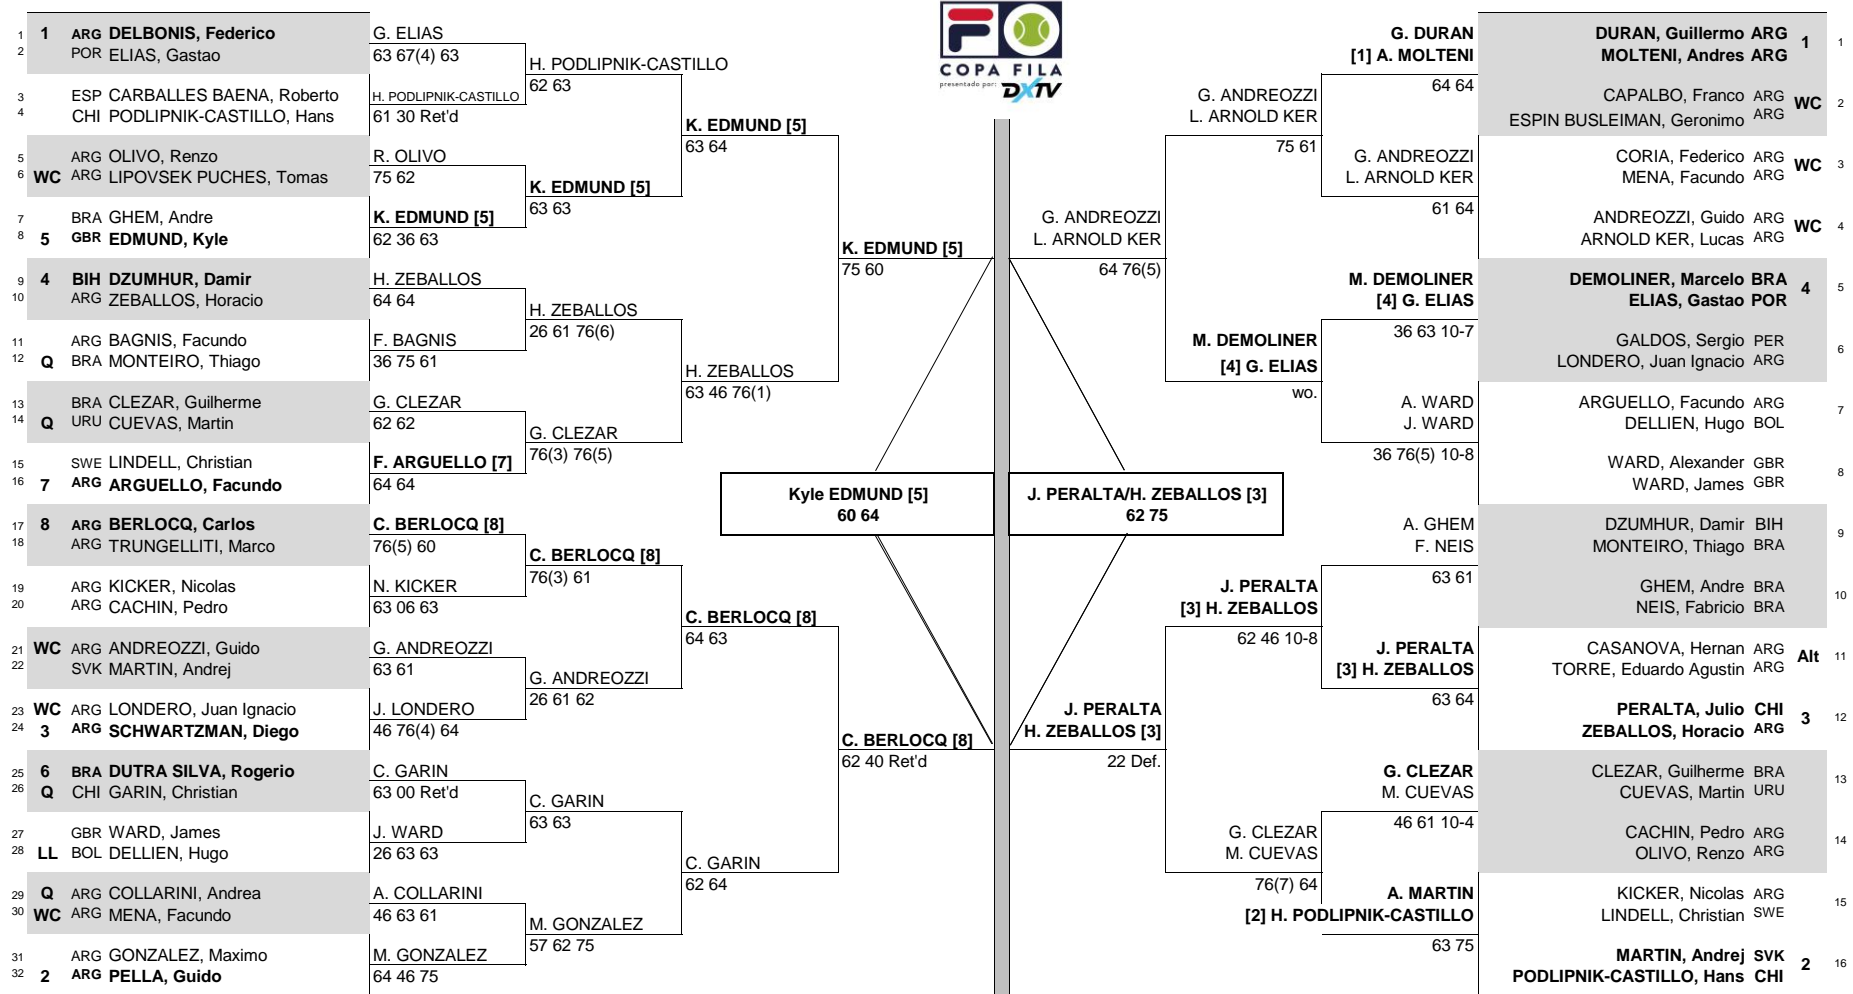 COPA FILA
presentado por: DXTV
1 1 ARG DELBONIS, Federico
2 POR ELIAS, Gastao
3 ESP CARBALLES BAENA, Roberto
4 CHI PODLIPNIK-CASTILLO, Hans
5 ARG OLIVO, Renzo
6 WC ARG LIPOVSEK PUCHES, Tomas
7 BRA GHEM, Andre
8 5 GBR EDMUND, Kyle
9 4 BIH DZUMHUR, Damir
10 ARG ZEBALLOS, Horacio
11 ARG BAGNIS, Facundo
12 Q BRA MONTEIRO, Thiago
13 BRA CLEZAR, Guilherme
14 Q URU CUEVAS, Martin
15 SWE LINDELL, Christian
16 7 ARG ARGUELLO, Facundo
17 8 ARG BERLOCQ, Carlos
18 ARG TRUNGELLITI, Marco
19 ARG KICKER, Nicolas
20 ARG CACHIN, Pedro
21 WC ARG ANDREOZZI, Guido
22 SVK MARTIN, Andrej
23 WC ARG LONDERO, Juan Ignacio
24 3 ARG SCHWARTZMAN, Diego
25 6 BRA DUTRA SILVA, Rogerio
26 Q CHI GARIN, Christian
27 GBR WARD, James
28 LL BOL DELLIEN, Hugo
29 Q ARG COLLARINI, Andrea
30 WC ARG MENA, Facundo
31 ARG GONZALEZ, Maximo
32 2 ARG PELLA, Guido
G. ELIAS
63 67(4) 63
H. PODLIPNIK-CASTILLO
61 30 Ret'd
R. OLIVO
75 62
K. EDMUND [5]
62 36 63
H. ZEBALLOS
64 64
F. BAGNIS
36 75 61
G. CLEZAR
62 62
F. ARGUELLO [7]
64 64
C. BERLOCQ [8]
76(5) 60
N. KICKER
63 06 63
G. ANDREOZZI
63 61
J. LONDERO
46 76(4) 64
C. GARIN
63 00 Ret'd
J. WARD
26 63 63
A. COLLARINI
46 63 61
M. GONZALEZ
64 46 75
H. PODLIPNIK-CASTILLO
62 63
K. EDMUND [5]
63 63
H. ZEBALLOS
26 61 76(6)
G. CLEZAR
76(3) 76(5)
C. BERLOCQ [8]
76(3) 61
G. ANDREOZZI
26 61 62
C. GARIN
63 63
M. GONZALEZ
57 62 75
K. EDMUND [5]
63 64
H. ZEBALLOS
63 46 76(1)
C. BERLOCQ [8]
64 63
C. GARIN
62 64
K. EDMUND [5]
75 60
C. BERLOCQ [8]
62 40 Ret'd
Kyle EDMUND [5]
60 64
J. PERALTA/H. ZEBALLOS [3]
62 75
G. ANDREOZZI
L. ARNOLD KER
64 76(5)
J. PERALTA
H. ZEBALLOS [3]
22 Def.
G. ANDREOZZI
L. ARNOLD KER
75 61
M. DEMOLINER
[4] G. ELIAS
wo.
J. PERALTA
[3] H. ZEBALLOS
62 46 10-8
G. CLEZAR
M. CUEVAS
76(7) 64
G. DURAN
[1] A. MOLTENI
64 64
G. ANDREOZZI
L. ARNOLD KER
61 64
M. DEMOLINER
[4] G. ELIAS
36 63 10-7
A. WARD
J. WARD
36 76(5) 10-8
A. GHEM
F. NEIS
63 61
J. PERALTA
[3] H. ZEBALLOS
63 64
G. CLEZAR
M. CUEVAS
46 61 10-4
A. MARTIN
[2] H. PODLIPNIK-CASTILLO
63 75
DURAN, Guillermo ARG 1 1
MOLTENI, Andres ARG
CAPALBO, Franco ARG WC 2
ESPIN BUSLEIMAN, Geronimo ARG
CORIA, Federico ARG WC 3
MENA, Facundo ARG
ANDREOZZI, Guido ARG WC 4
ARNOLD KER, Lucas ARG
DEMOLINER, Marcelo BRA 4 5
ELIAS, Gastao POR
GALDOS, Sergio PER 6
LONDERO, Juan Ignacio ARG
ARGUELLO, Facundo ARG 7
DELLIEN, Hugo BOL
WARD, Alexander GBR 8
WARD, James GBR
DZUMHUR, Damir BIH 9
MONTEIRO, Thiago BRA
GHEM, Andre BRA 10
NEIS, Fabricio BRA
CASANOVA, Hernan ARG Alt 11
TORRE, Eduardo Agustin ARG
PERALTA, Julio CHI 3 12
ZEBALLOS, Horacio ARG
CLEZAR, Guilherme BRA 13
CUEVAS, Martin URU
CACHIN, Pedro ARG 14
OLIVO, Renzo ARG
KICKER, Nicolas ARG 15
LINDELL, Christian SWE
MARTIN, Andrej SVK 2 16
PODLIPNIK-CASTILLO, Hans CHI